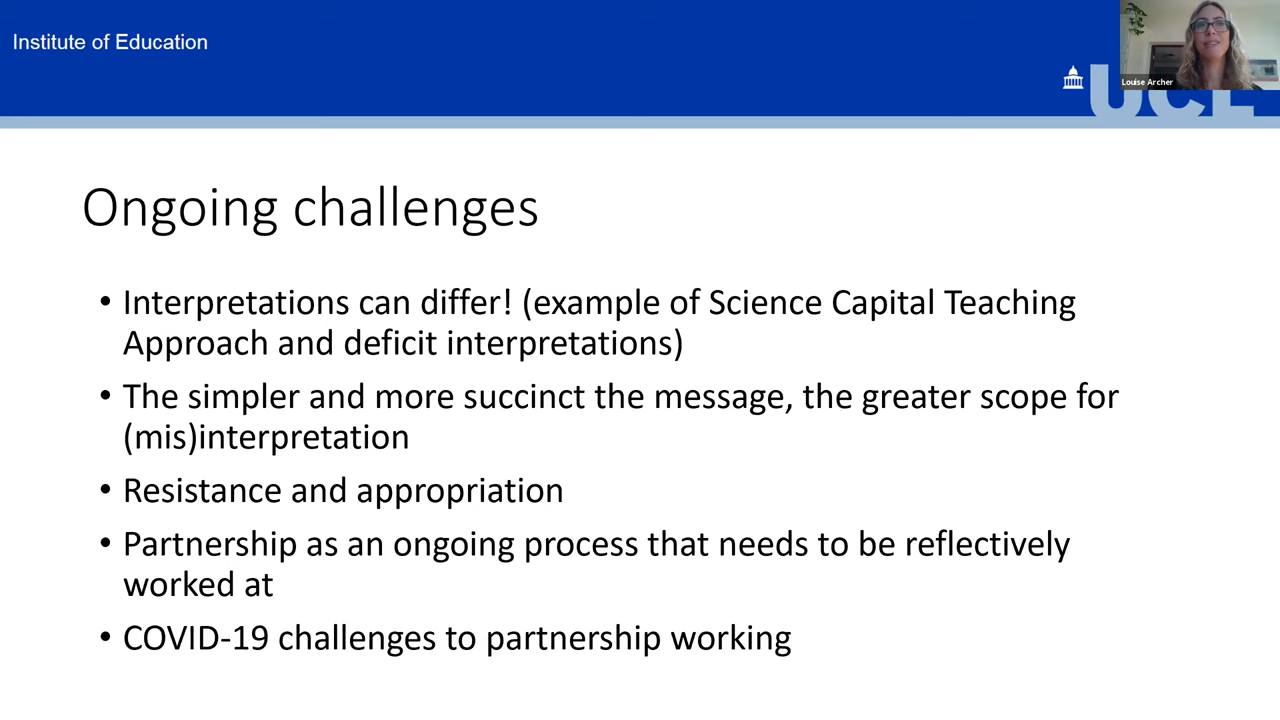 Institute of Education
Louise Archer
UCL
Ongoing challenges
• Interpretations can differ! (example of Science Capital Teaching
Approach and deficit interpretations)
• The simpler and more succinct the message, the greater scope for
(mis)interpretation
• Resistance and appropriation
• Partnership as an ongoing process that needs to be reflectively
worked at
• COVID-19 challenges to partnership working